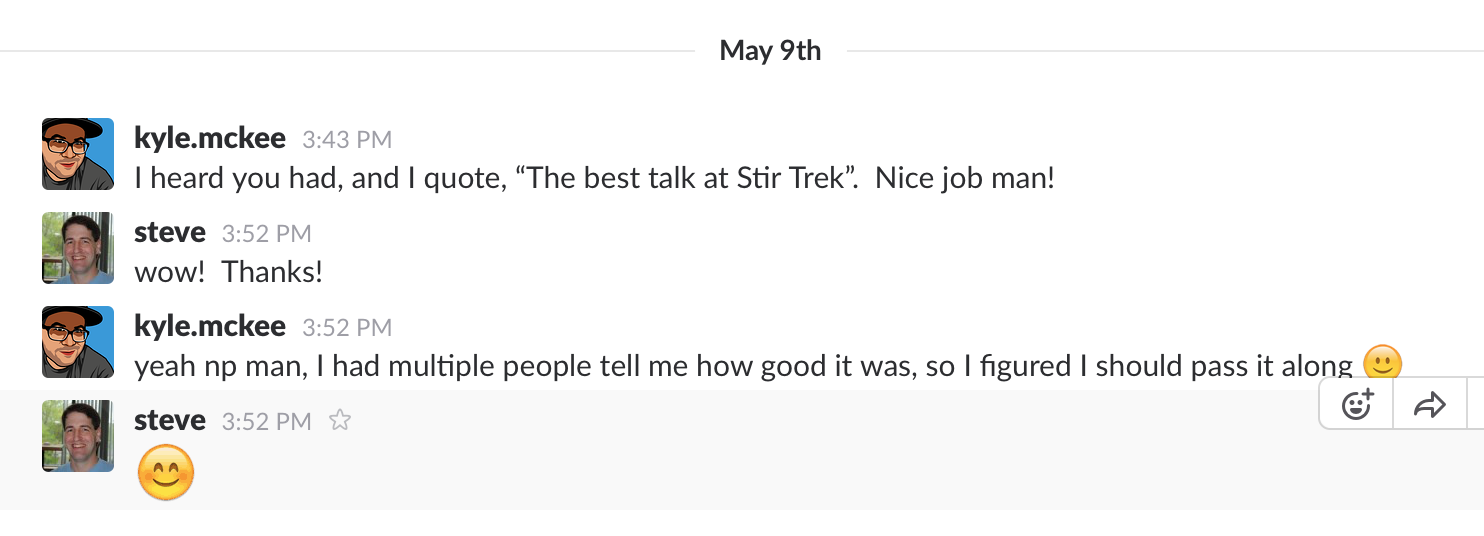 May 9th
kyle.mckee 3:43 PM
I heard you had, and I quote, “The best talk at Stir Trek”.  Nice job man!
steve 3:52 PM
wow!  Thanks!
kyle.mckee 3:52 PM
yeah np man, I had multiple people tell me how good it was, so I figured I should pass it along 🙂
steve 3:52 PM
😊